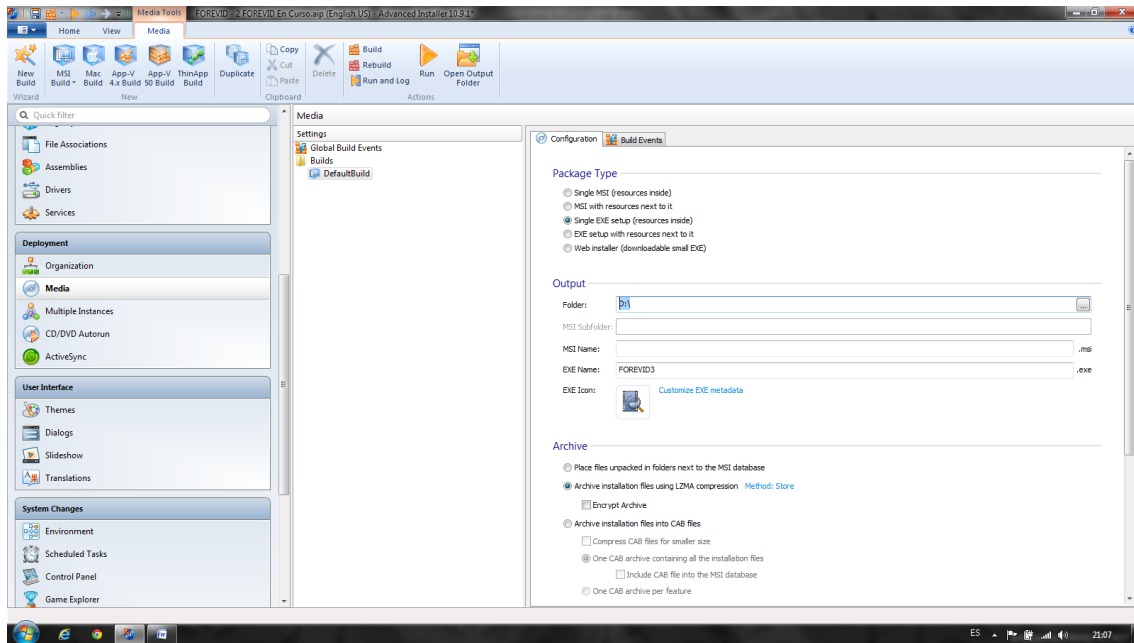 Media Tools FOREVID - 2 FOREVID En Curso.aip (English US) - Advanced Installer 10.9.1*
Home View Media
New Build
MSI Build
Mac Build
App-V 4.x Build
App-V 50 Build
ThinApp Build
Duplicate
Copy
Cut
Paste
Delete
Build
Rebuild
Run and Log
Run
Open Output Folder
Wizard New Clipboard Actions
Quick filter
File Associations
Assemblies
Drivers
Services
Deployment
Organization
Media
Multiple Instances
CD/DVD Autorun
ActiveSync
User Interface
Themes
Dialogs
Slideshow
Translations
System Changes
Environment
Scheduled Tasks
Control Panel
Game Explorer
Media
Settings
Global Build Events
Builds
DefaultBuild
Configuration Build Events
Package Type
Single MSI (resources inside)
MSI with resources next to it
Single EXE setup (resources inside)
EXE setup with resources next to it
Web installer (downloadable small EXE)
Output
Folder: D:\ ...
MSI Subfolder:
MSI Name: .msi
EXE Name: FOREVID3 .exe
EXE Icon: Customize EXE metadata
Archive
Place files unpacked in folders next to the MSI database
Archive installation files using LZMA compression Method: Store
Encrypt Archive
Archive installation files into CAB files
Compress CAB files for smaller size
One CAB archive containing all the installation files
Include CAB file into the MSI database
One CAB archive per feature
ES 21:07